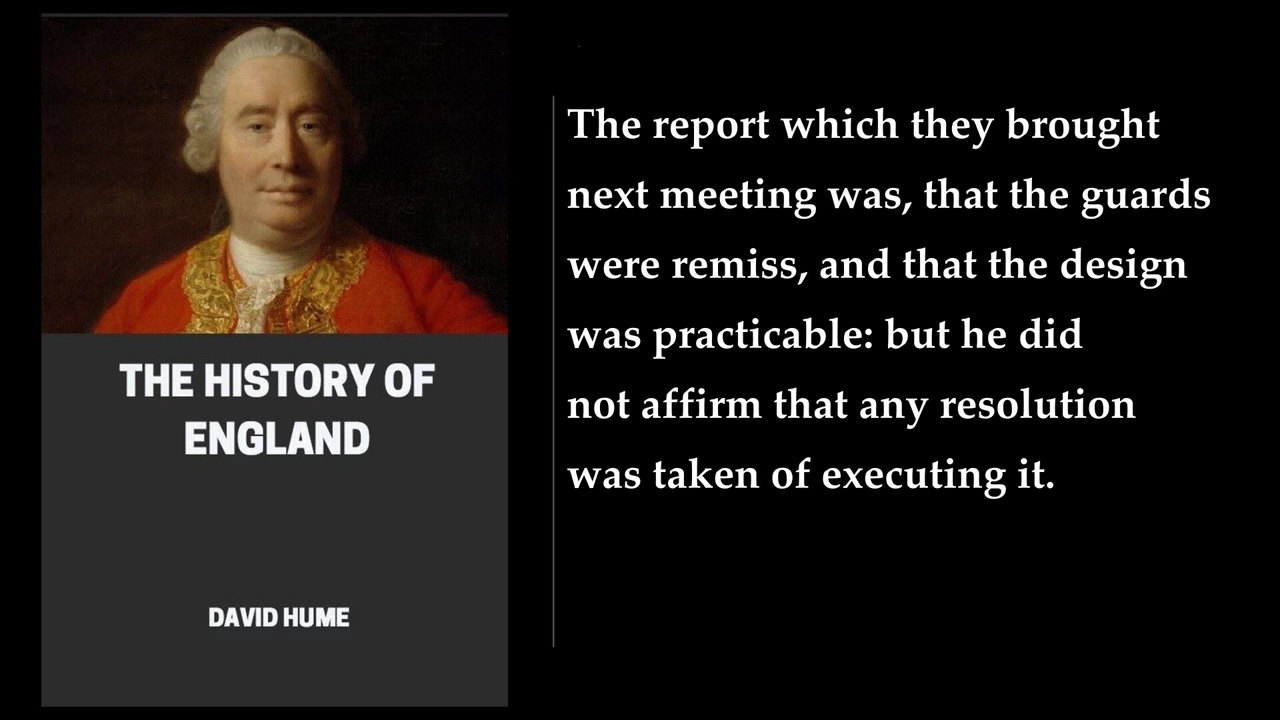 THE HISTORY OF
ENGLAND
DAVID HUME
The report which they brought
next meeting was, that the guards
were remiss, and that the design
was practicable: but he did
not affirm that any resolution
was taken of executing it.